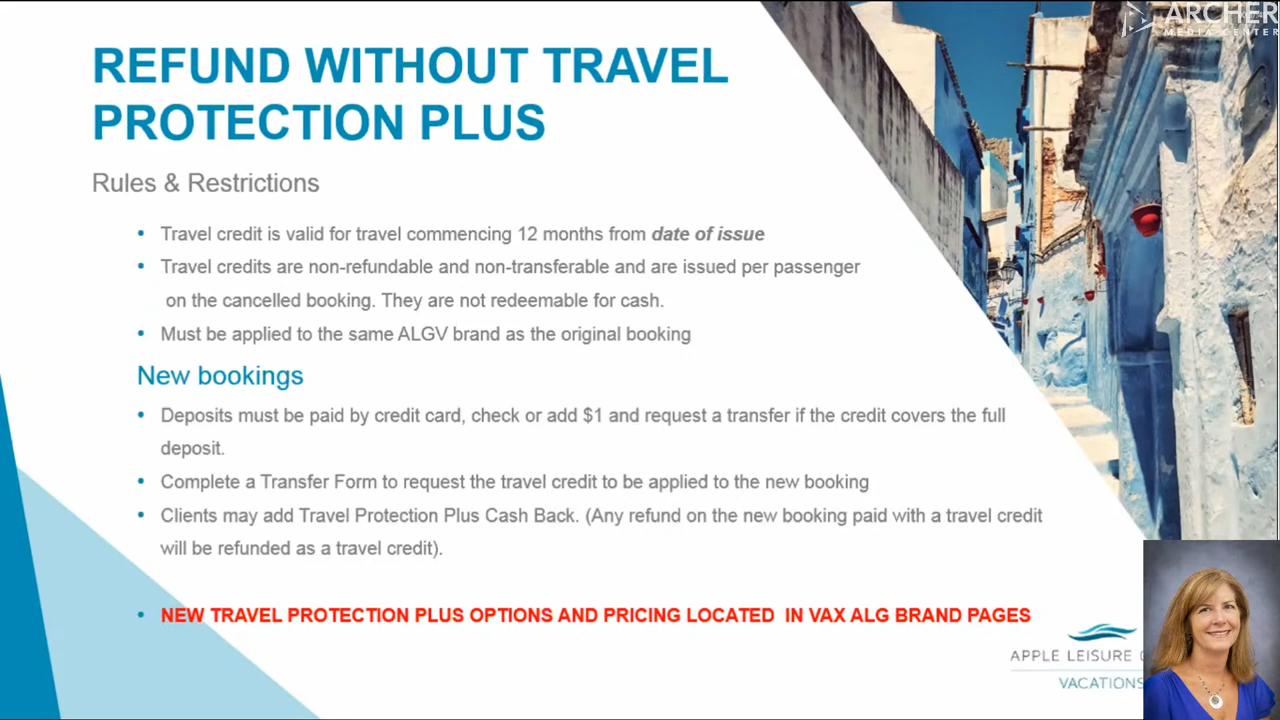 ARCHER
MEDIA CENTER
REFUND WITHOUT TRAVEL
PROTECTION PLUS
Rules & Restrictions
• Travel credit is valid for travel commencing 12 months from date of issue
• Travel credits are non-refundable and non-transferable and are issued per passenger
on the cancelled booking. They are not redeemable for cash.
• Must be applied to the same ALGV brand as the original booking
New bookings
• Deposits must be paid by credit card, check or add $1 and request a transfer if the credit covers the full
deposit.
• Complete a Transfer Form to request the travel credit to be applied to the new booking
• Clients may add Travel Protection Plus Cash Back. (Any refund on the new booking paid with a travel credit
will be refunded as a travel credit).
• NEW TRAVEL PROTECTION PLUS OPTIONS AND PRICING LOCATED IN VAX ALG BRAND PAGES
APPLE LEISURE
VACATIONS